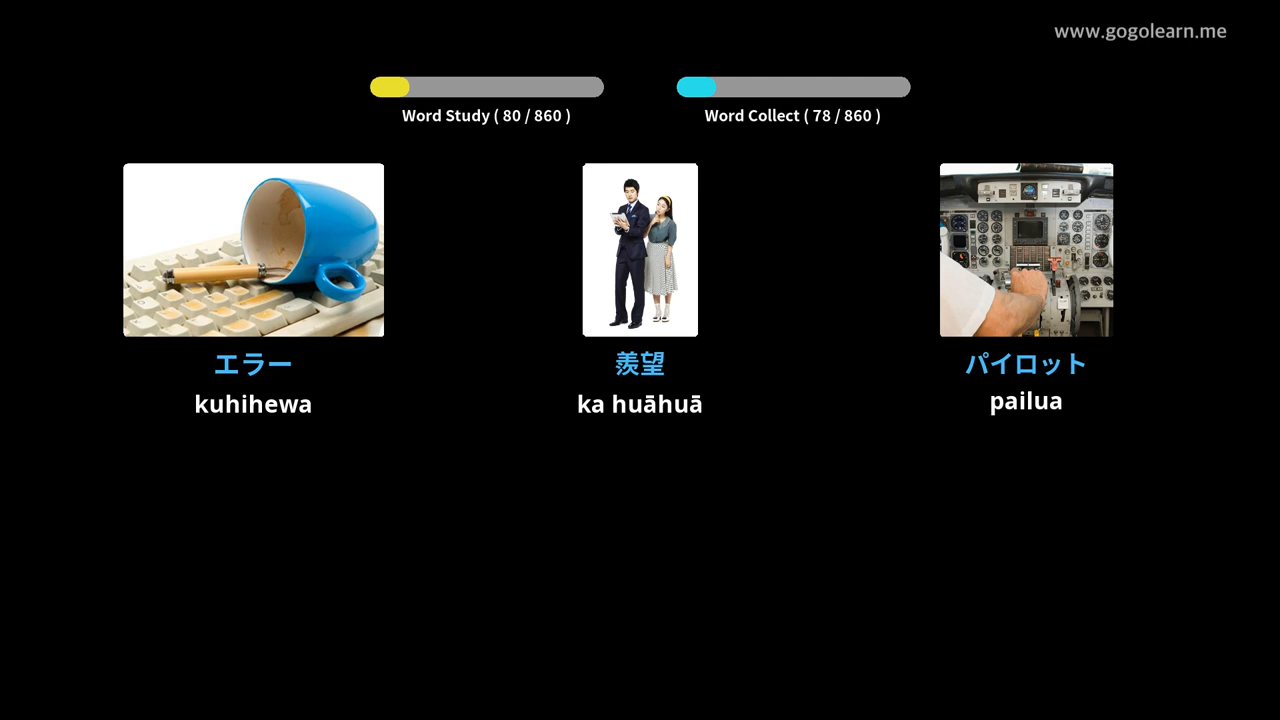 www.gogolearn.me
Word Study ( 80 / 860 )
Word Collect ( 78 / 860 )
エラー
kuhihewa
羨望
ka huāhuā
パイロット
pailua